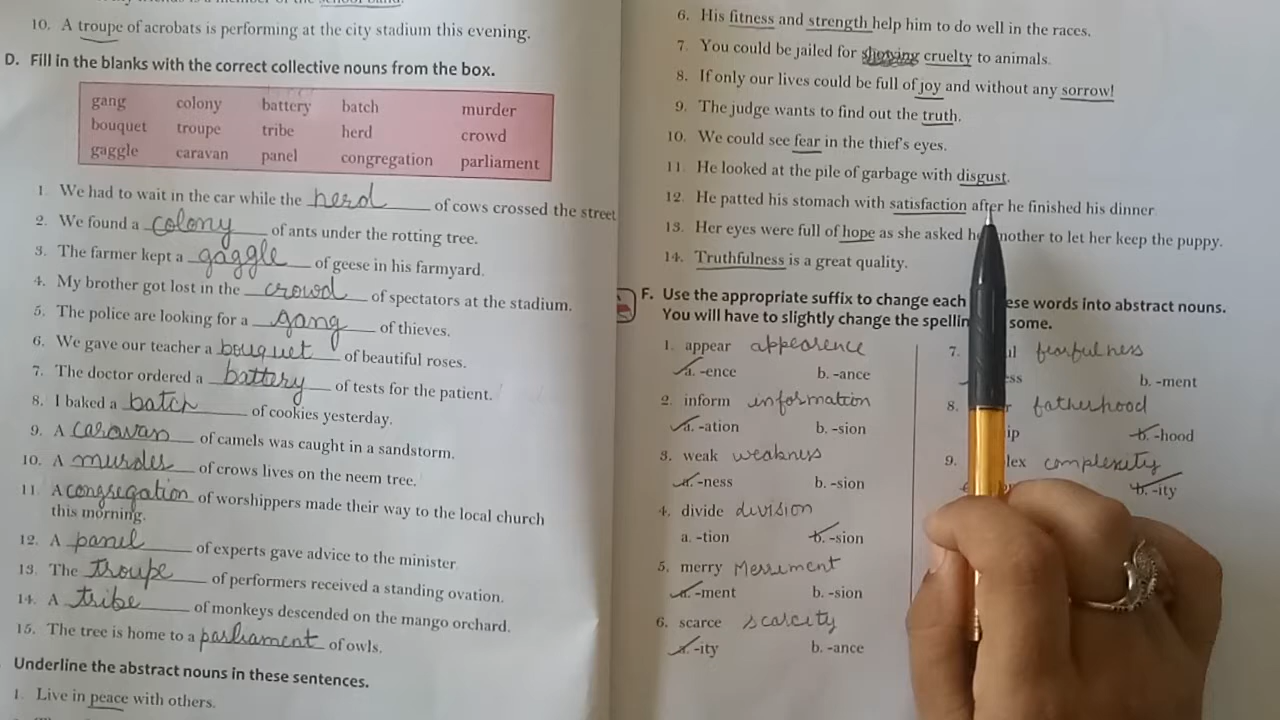 10. A troupe of acrobats is performing at the city stadium this evening.
D. Fill in the blanks with the correct collective nouns from the box.
gang colony battery batch murder
bouquet troupe tribe herd crowd
gaggle caravan panel congregation parliament
1. We had to wait in the car while the herd of cows crossed the street
2. We found a colony of ants under the rotting tree.
3. The farmer kept a gaggle of geese in his farmyard.
4. My brother got lost in the crowd of spectators at the stadium.
5. The police are looking for a gang of thieves.
6. We gave our teacher a bouquet of beautiful roses.
7. The doctor ordered a battery of tests for the patient.
8. I baked a batch of cookies yesterday.
9. A caravan of camels was caught in a sandstorm.
10. A murder of crows lives on the neem tree.
11. A congregation of worshippers made their way to the local church
this morning.
12. A panel of experts gave advice to the minister
13. The troupe of performers received a standing ovation.
14. A tribe of monkeys descended on the mango orchard.
15. The tree is home to a parliament of owls.
Underline the abstract nouns in these sentences.
1. Live in peace with others.
6. His fitness and strength help him to do well in the races.
7. You could be jailed for showing cruelty to animals.
8. If only our lives could be full of joy and without any sorrow!
9. The judge wants to find out the truth.
10. We could see fear in the thief's eyes.
11. He looked at the pile of garbage with disgust.
12. He patted his stomach with satisfaction after he finished his dinner
13. Her eyes were full of hope as she asked mother to let her keep the puppy.
14. Truthfulness is a great quality.
F. Use the appropriate suffix to change each words into abstract nouns.
You will have to slightly change the some.
1. appear appearence
a. -ence b. -ance
2. inform information
a. -ation b. -sion
3. weak weakness
a. -ness b. -sion
4. divide division
a. -tion b. -sion
5. merry Merriment
a. -ment b. -sion
6. scarce scarcity
a. -ity b. -ance
7. fearfulness
b. -ment
8. fatherhood
b. -hood
9. complexity
b. -ity